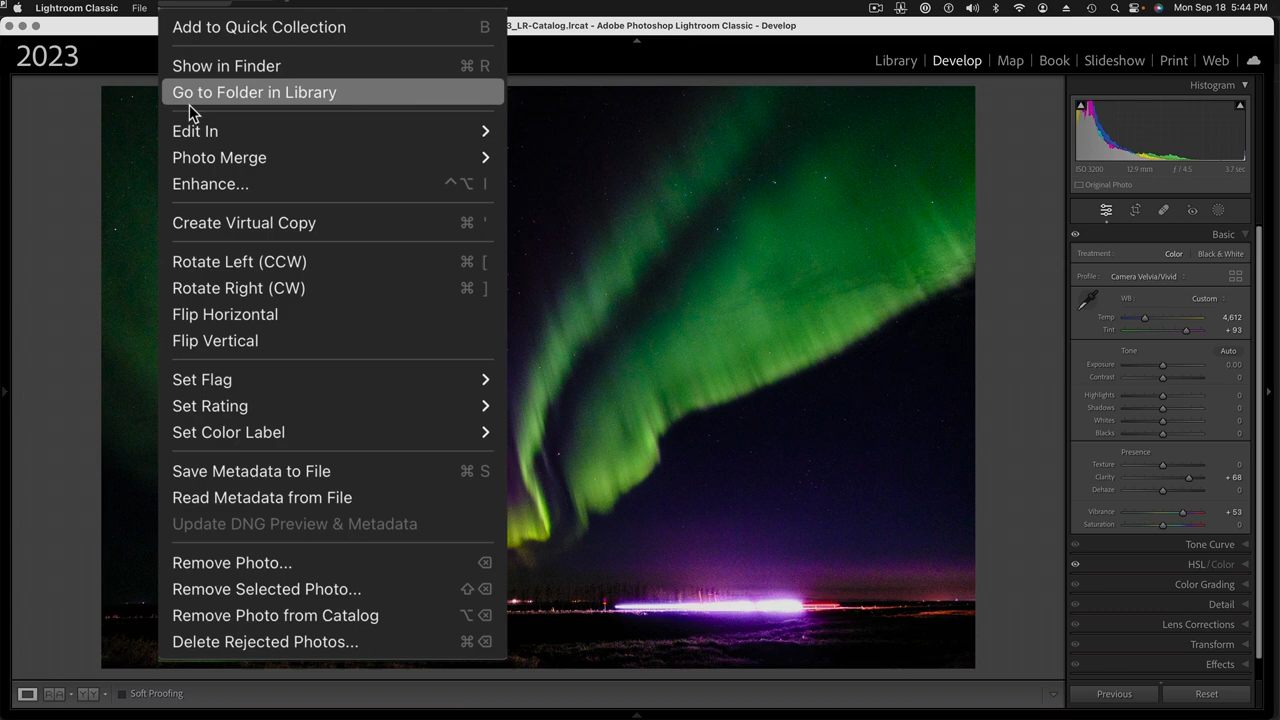 Lightroom Classic File
Mon Sep 18 5:44 PM
3_LR-Catalog.lrcat - Adobe Photoshop Lightroom Classic - Develop
2023
Library Develop Map Book Slideshow Print Web
Add to Quick Collection B
Show in Finder ⌘ R
Go to Folder in Library
Edit In
Photo Merge
Enhance... ^⌥ I
Create Virtual Copy ⌘ '
Rotate Left (CCW) ⌘ [
Rotate Right (CW) ⌘ ]
Flip Horizontal
Flip Vertical
Set Flag
Set Rating
Set Color Label
Save Metadata to File ⌘ S
Read Metadata from File
Update DNG Preview & Metadata
Remove Photo... ⌫
Remove Selected Photo... ⇧⌫
Remove Photo from Catalog ⌥⌫
Delete Rejected Photos... ⌘⌫
Soft Proofing
Histogram
ISO 3200 12.9 mm ƒ / 4.5 3.7 sec
Original Photo
Basic
Treatment: Color Black & White
Profile: Camera Velvia/Vivid
WB: Custom
Temp 4,612
Tint + 93
Tone Auto
Exposure 0.00
Contrast 0
Highlights 0
Shadows 0
Whites 0
Blacks 0
Presence
Texture 0
Clarity + 68
Dehaze 0
Vibrance + 53
Saturation 0
Tone Curve
HSL / Color
Color Grading
Detail
Lens Corrections
Transform
Effects
Previous Reset